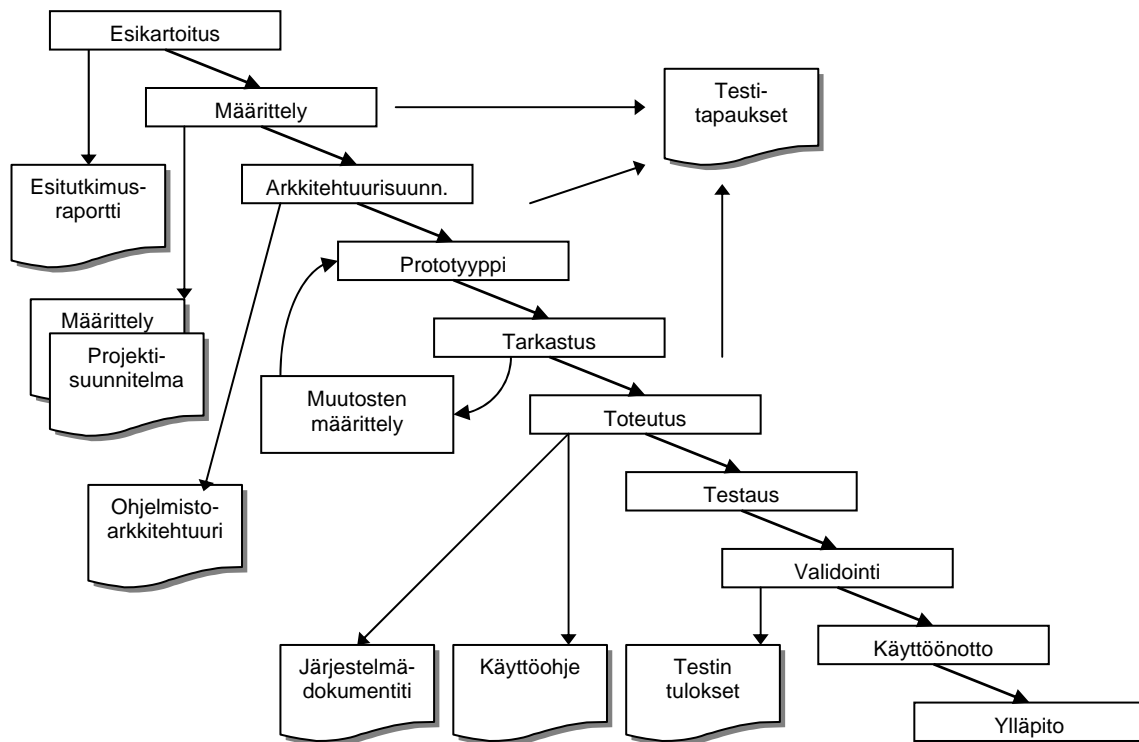 Esikartoitus
Määrittely
Testi-
tapaukset
Esitutkimus-
raportti
Arkkitehtuurisuunn.
Prototyyppi
Määrittely
Projekti-
suunnitelma
Tarkastus
Muutosten
määrittely
Toteutus
Ohjelmisto-
arkkitehtuuri
Testaus
Validointi
Järjestelmä-
dokumentiti
Käyttöohje
Testin
tulokset
Käyttöönotto
Ylläpito